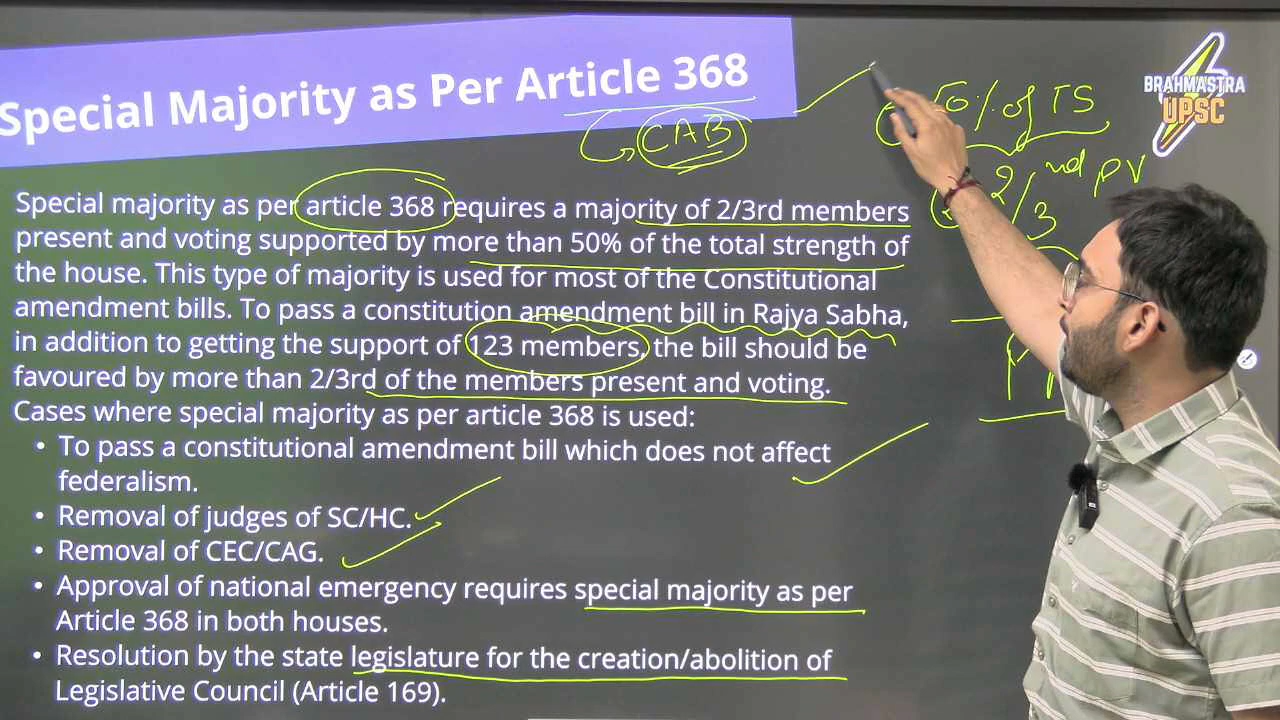 Special Majority as Per Article 368
CAB
50% of TS
2/3 nd PV
BRAHMASTRA
UPSC
Special majority as per article 368 requires a majority of 2/3rd members
present and voting supported by more than 50% of the total strength of
the house. This type of majority is used for most of the Constitutional
amendment bills. To pass a constitution amendment bill in Rajya Sabha,
in addition to getting the support of 123 members, the bill should be
favoured by more than 2/3rd of the members present and voting.
Cases where special majority as per article 368 is used:
• To pass a constitutional amendment bill which does not affect
federalism.
• Removal of judges of SC/HC.
• Removal of CEC/CAG.
• Approval of national emergency requires special majority as per
Article 368 in both houses.
• Resolution by the state legislature for the creation/abolition of
Legislative Council (Article 169).